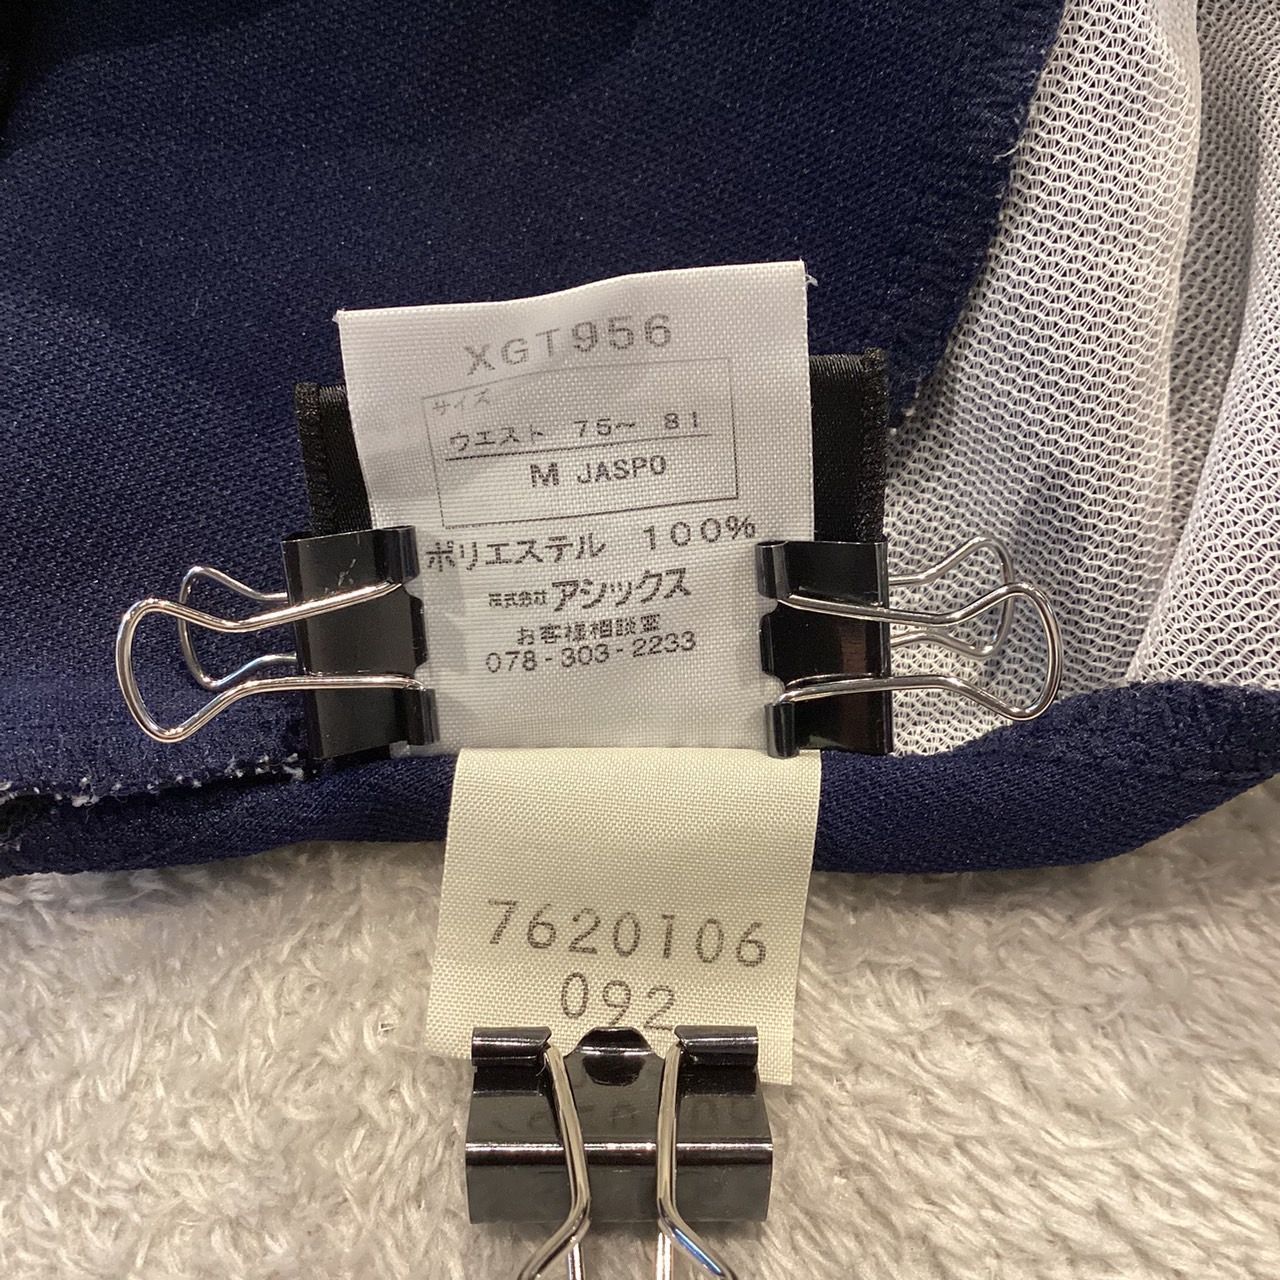 XGT956
サイズ
ウエスト 75〜 81
M JASPO
ポリエステル 100%
株式会社 アシックス
お客様相談室
078-303-2233
7620106
092